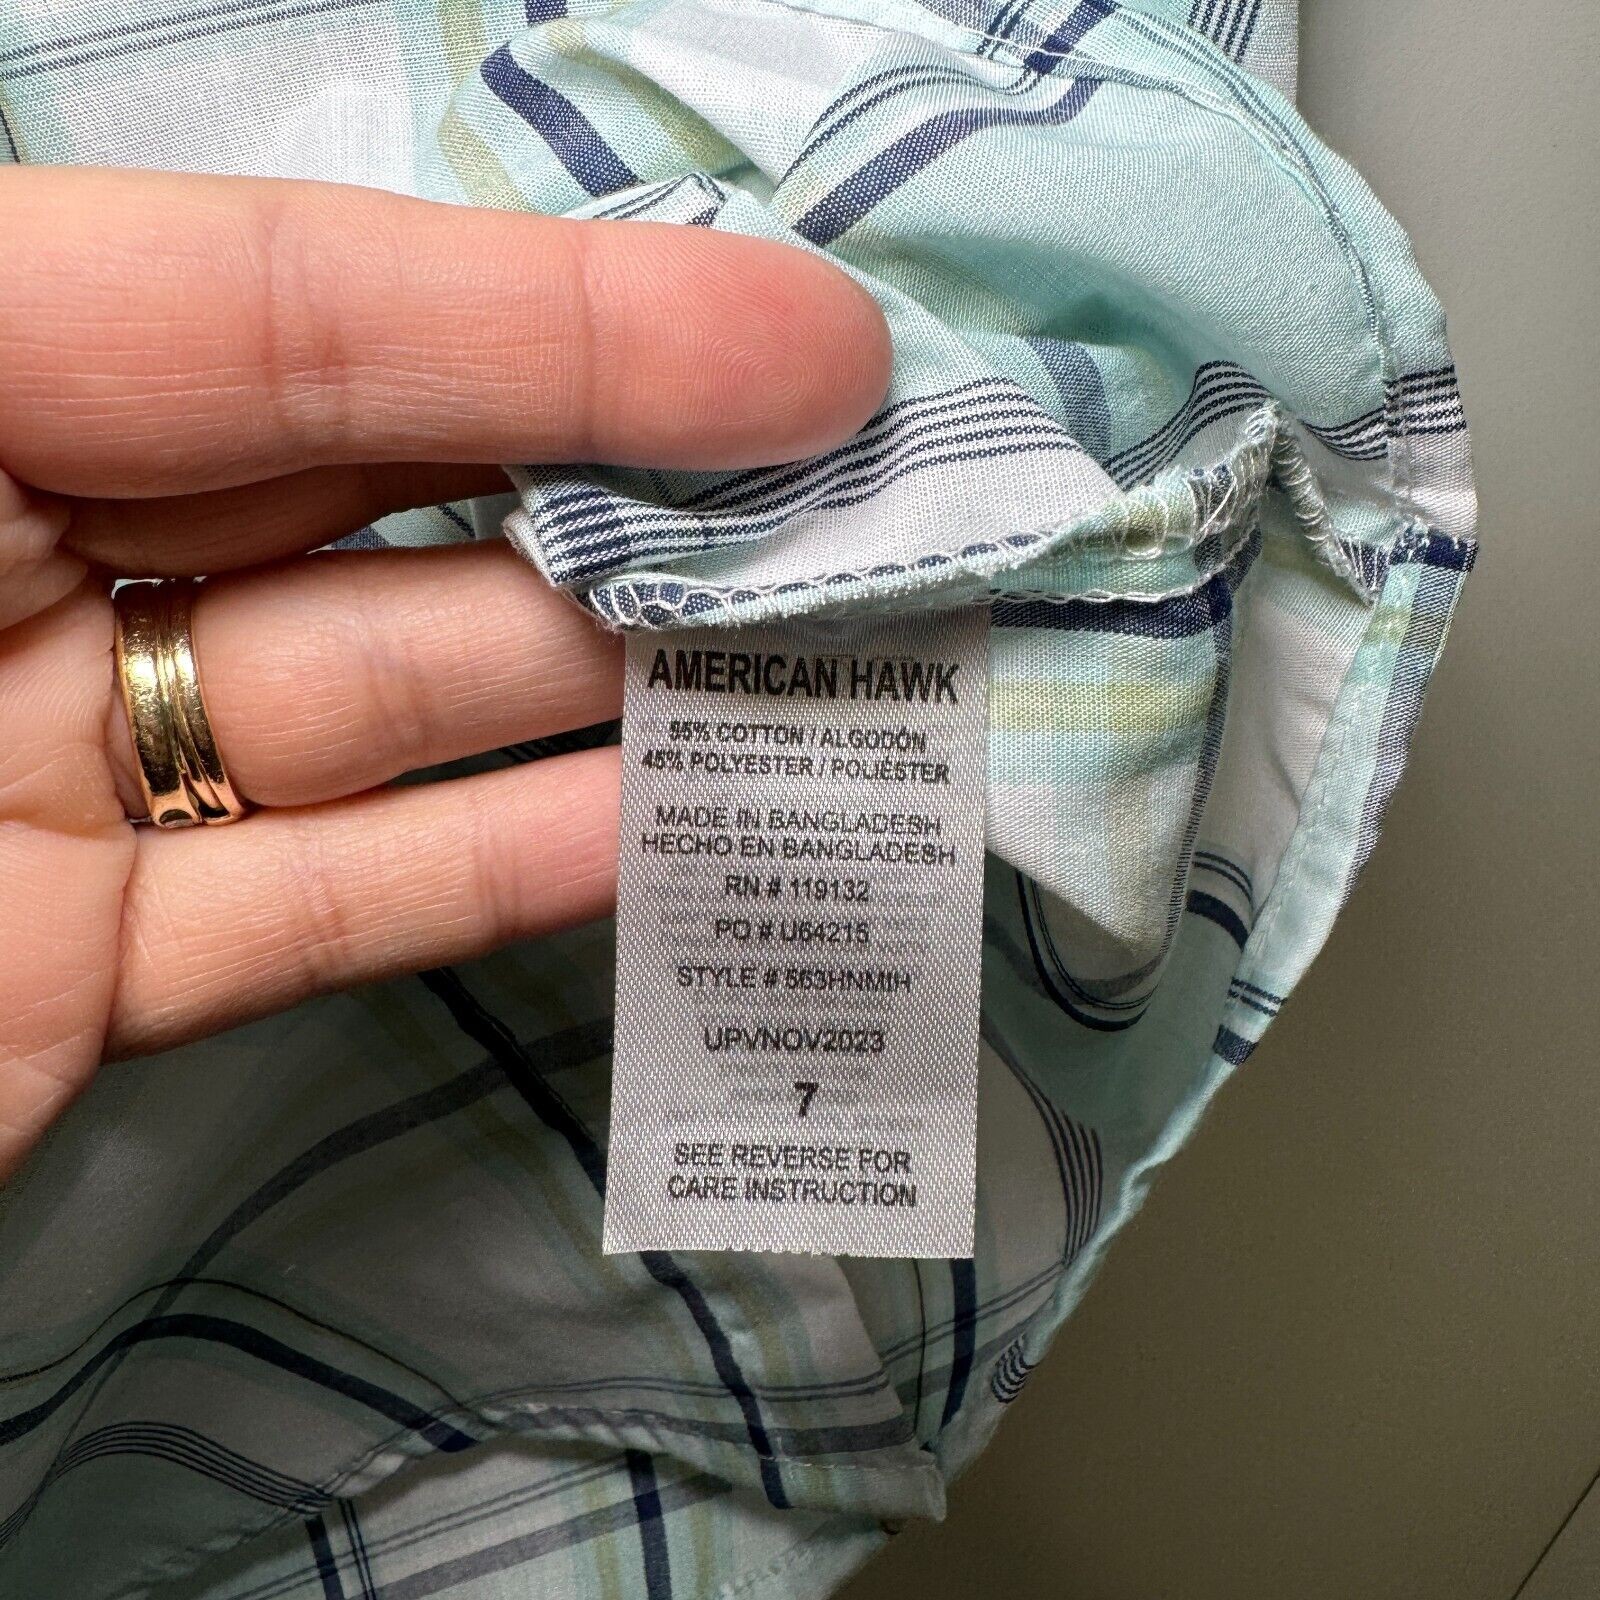 AMERICAN HAWK
55% COTTON / ALGODÓN
45% POLYESTER / POLIÉSTER
MADE IN BANGLADESH
HECHO EN BANGLADESH
RN # 119132
PO # U64215
STYLE # 563HNMIH
UPVNOV2023
7
SEE REVERSE FOR
CARE INSTRUCTION